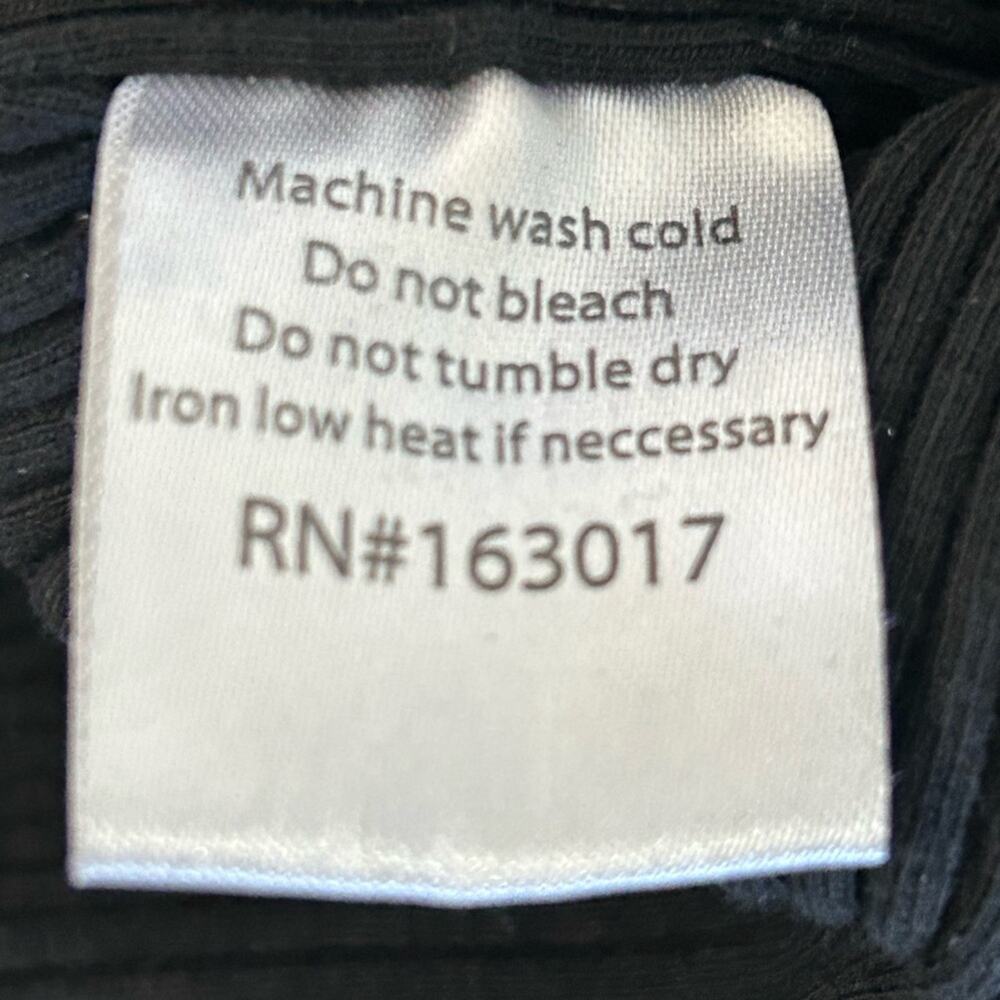 Machine wash cold
Do not bleach
Do not tumble dry
Iron low heat if neccessary
RN#163017